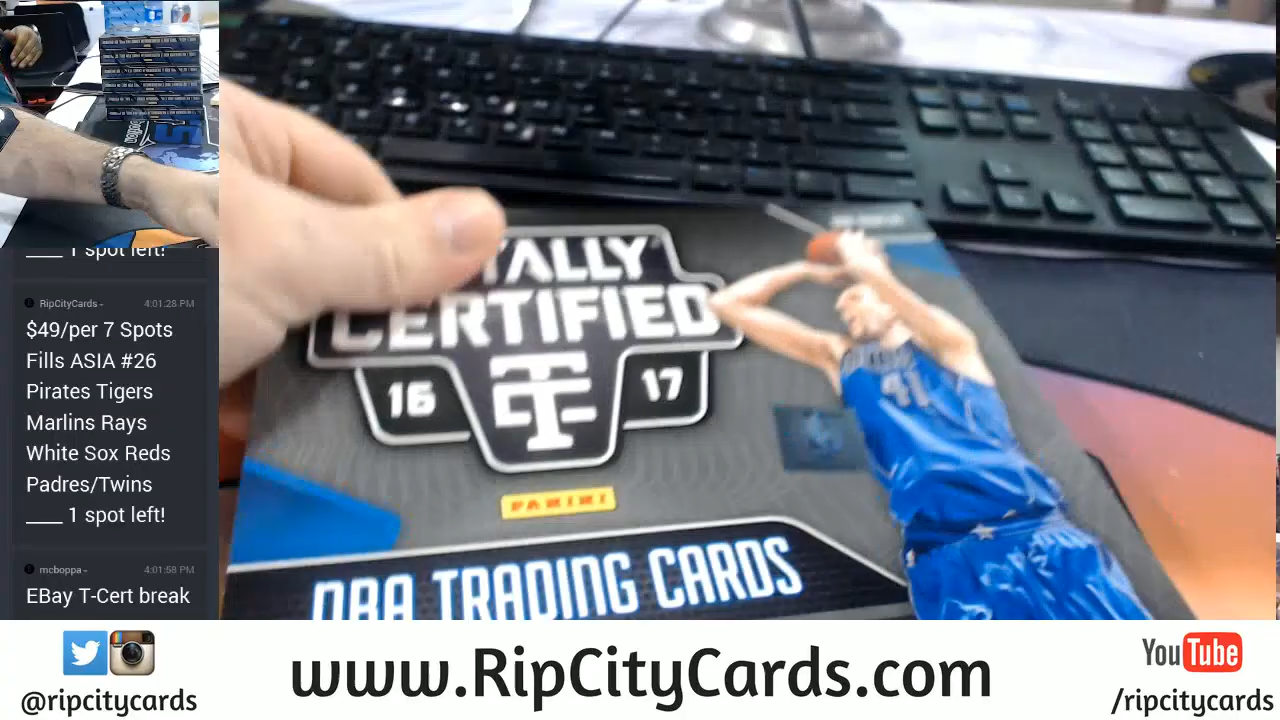 1 spot left!
RipCityCards - 4:01:28 PM
$49/per 7 Spots
Fills ASIA #26
Pirates Tigers
Marlins Rays
White Sox Reds
Padres/Twins
____ 1 spot left!
mcboppa - 4:01:58 PM
EBay T-Cert break
CERTIFIED
16 17
PANINI
NBA TRADING CARDS
41
@ripcitycards
www.RipCityCards.com
YouTube
/ripcitycards